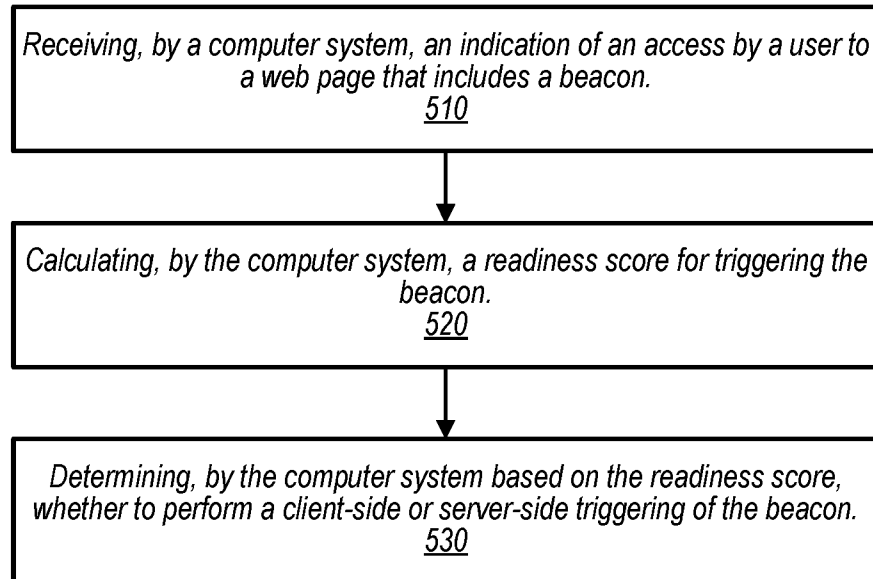 Receiving, by a computer system, an indication of an access by a user to
a web page that includes a beacon.
510
Calculating, by the computer system, a readiness score for triggering the
beacon.
520
Determining, by the computer system based on the readiness score,
whether to perform a client-side or server-side triggering of the beacon.
530